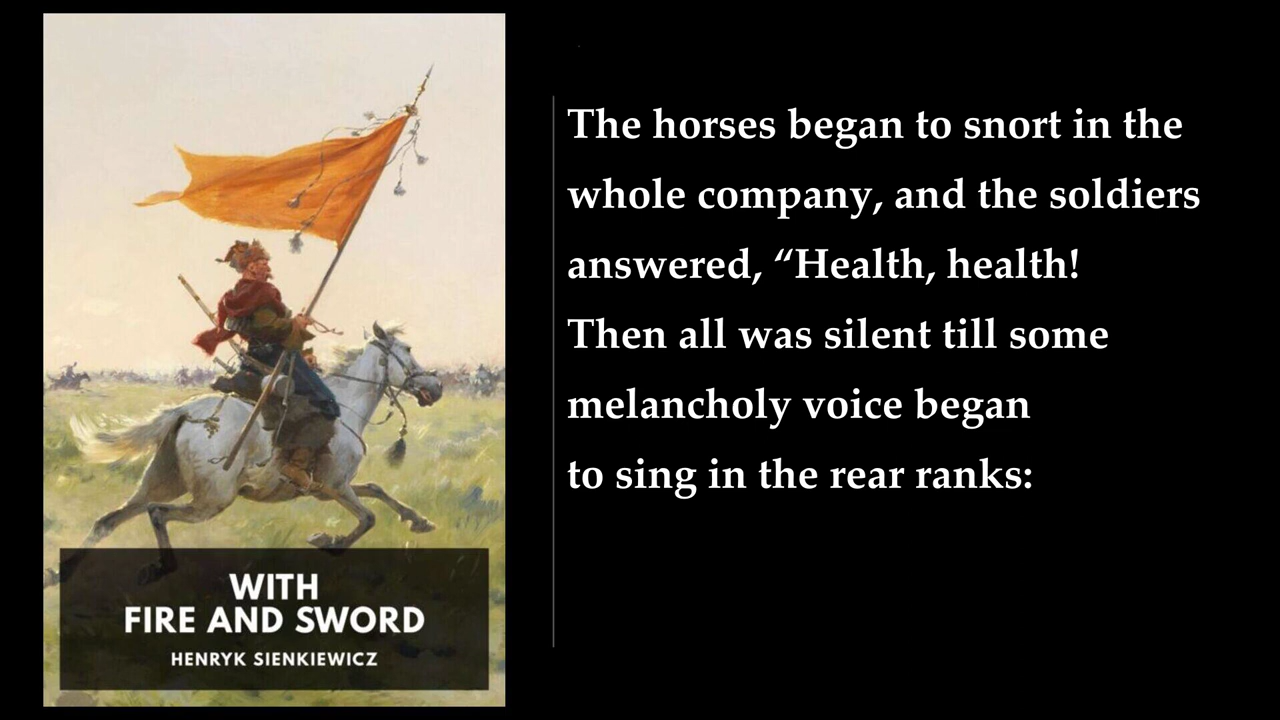 The horses began to snort in the
whole company, and the soldiers
answered, “Health, health!
Then all was silent till some
melancholy voice began
to sing in the rear ranks:
WITH
FIRE AND SWORD
HENRYK SIENKIEWICZ